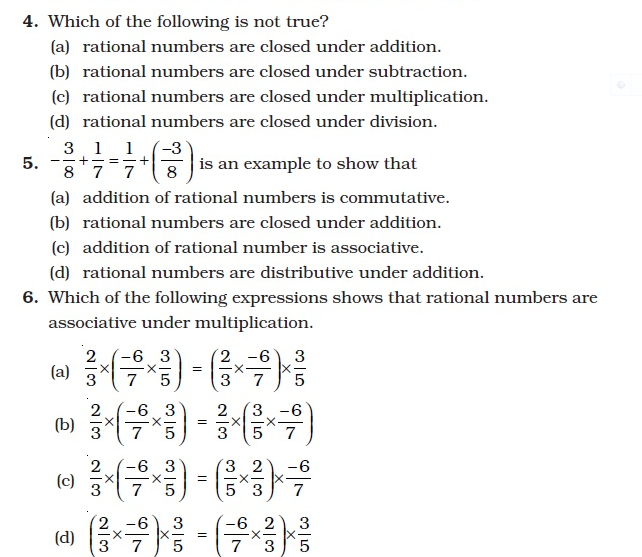 4. Which of the following is not true?
(a) rational numbers are closed under addition.
(b) rational numbers are closed under subtraction.
(c) rational numbers are closed under multiplication.
(d) rational numbers are closed under division.
5. −3/8 + 1/7 = 1/7 + (−3/8) is an example to show that
(a) addition of rational numbers is commutative.
(b) rational numbers are closed under addition.
(c) addition of rational number is associative.
(d) rational numbers are distributive under addition.
6. Which of the following expressions shows that rational numbers are
associative under multiplication.
(a) 2/3 × (−6/7 × 3/5) = (2/3 × −6/7) × 3/5
(b) 2/3 × (−6/7 × 3/5) = 2/3 × (3/5 × −6/7)
(c) 2/3 × (−6/7 × 3/5) = (3/5 × 2/3) × −6/7
(d) (2/3 × −6/7) × 3/5 = (−6/7 × 2/3) × 3/5